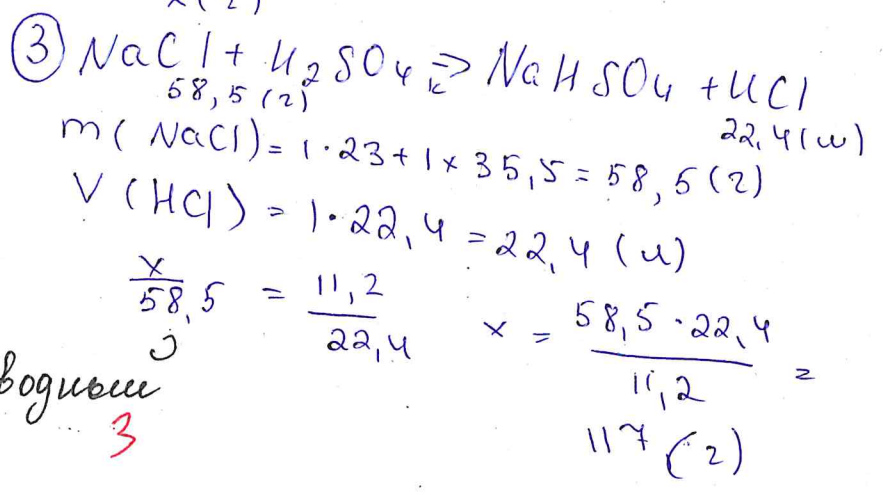 ③ NaCl + H2SO4 ⇒ NaHSO4 + HCl
58,5 (г) 22,4 (л)
m (NaCl) = 1·23 + 1 × 35,5 = 58,5 (г)
V (HCl) = 1·22,4 = 22,4 (л)
x/58,5 = 11,2/22,4 x = 58,5·22,4/11,2 =
117 (г)
водный
3